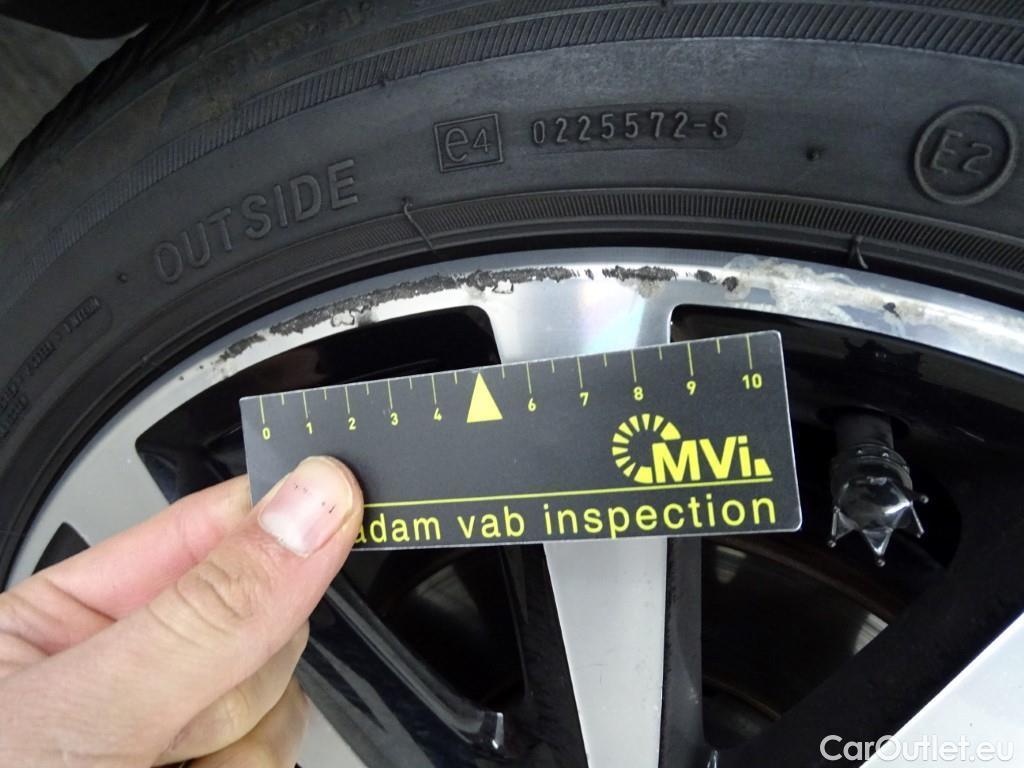 e4 0225572-S
E2
OUTSIDE
0 1 2 3 4 6 7 8 9 10
MVi
adam vab inspection
CarOutlet.eu